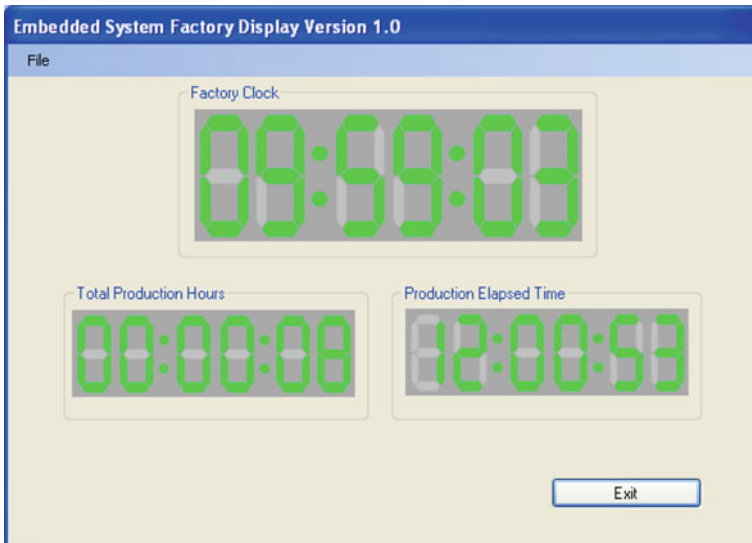 Embedded System Factory Display Version 1.0
File
Factory Clock
09:59:03
Total Production Hours
00:00:08
Production Elapsed Time
12:00:53
Exit